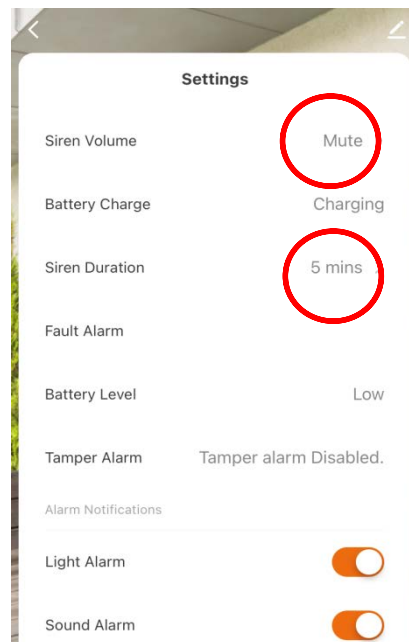 Settings
Siren Volume Mute
Battery Charge Charging
Siren Duration 5 mins
Fault Alarm
Battery Level Low
Tamper Alarm Tamper alarm Disabled.
Alarm Notifications
Light Alarm
Sound Alarm